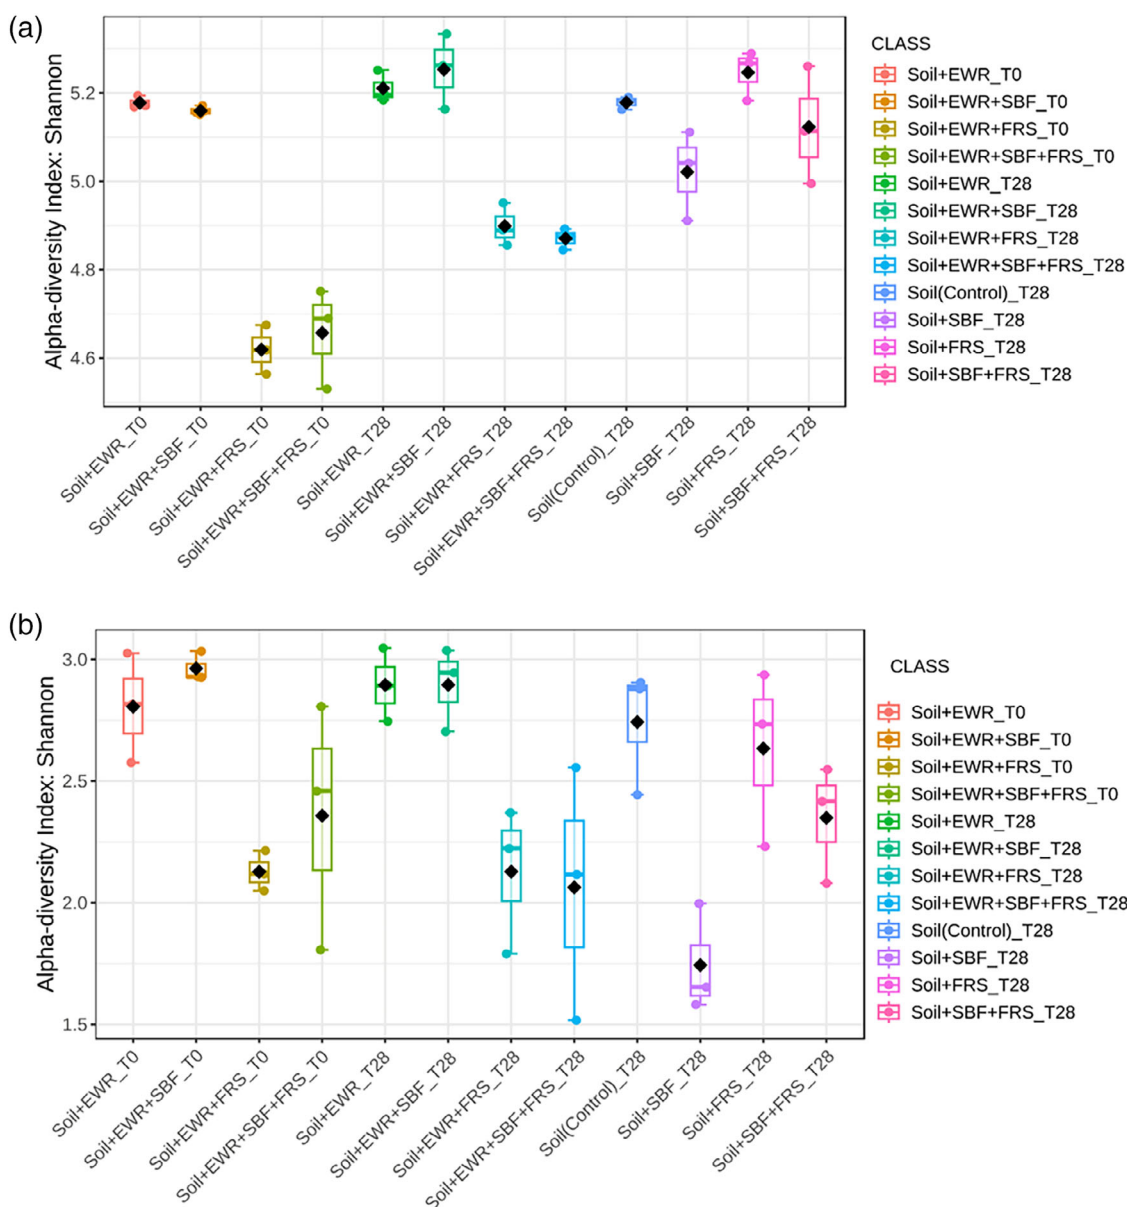 (a)
Alpha-diversity Index: Shannon
5.2
5.0
4.8
4.6
Soil+EWR_T0
Soil+EWR+SBF_T0
Soil+EWR+FRS_T0
Soil+EWR+SBF+FRS_T0
Soil+EWR_T28
Soil+EWR+SBF_T28
Soil+EWR+FRS_T28
Soil+EWR+SBF+FRS_T28
Soil(Control)_T28
Soil+SBF_T28
Soil+FRS_T28
Soil+SBF+FRS_T28
CLASS
Soil+EWR_T0
Soil+EWR+SBF_T0
Soil+EWR+FRS_T0
Soil+EWR+SBF+FRS_T0
Soil+EWR_T28
Soil+EWR+SBF_T28
Soil+EWR+FRS_T28
Soil+EWR+SBF+FRS_T28
Soil(Control)_T28
Soil+SBF_T28
Soil+FRS_T28
Soil+SBF+FRS_T28
(b)
Alpha-diversity Index: Shannon
3.0
2.5
2.0
1.5
Soil+EWR_T0
Soil+EWR+SBF_T0
Soil+EWR+FRS_T0
Soil+EWR+SBF+FRS_T0
Soil+EWR_T28
Soil+EWR+SBF_T28
Soil+EWR+FRS_T28
Soil+EWR+SBF+FRS_T28
Soil(Control)_T28
Soil+SBF_T28
Soil+FRS_T28
Soil+SBF+FRS_T28
CLASS
Soil+EWR_T0
Soil+EWR+SBF_T0
Soil+EWR+FRS_T0
Soil+EWR+SBF+FRS_T0
Soil+EWR_T28
Soil+EWR+SBF_T28
Soil+EWR+FRS_T28
Soil+EWR+SBF+FRS_T28
Soil(Control)_T28
Soil+SBF_T28
Soil+FRS_T28
Soil+SBF+FRS_T28